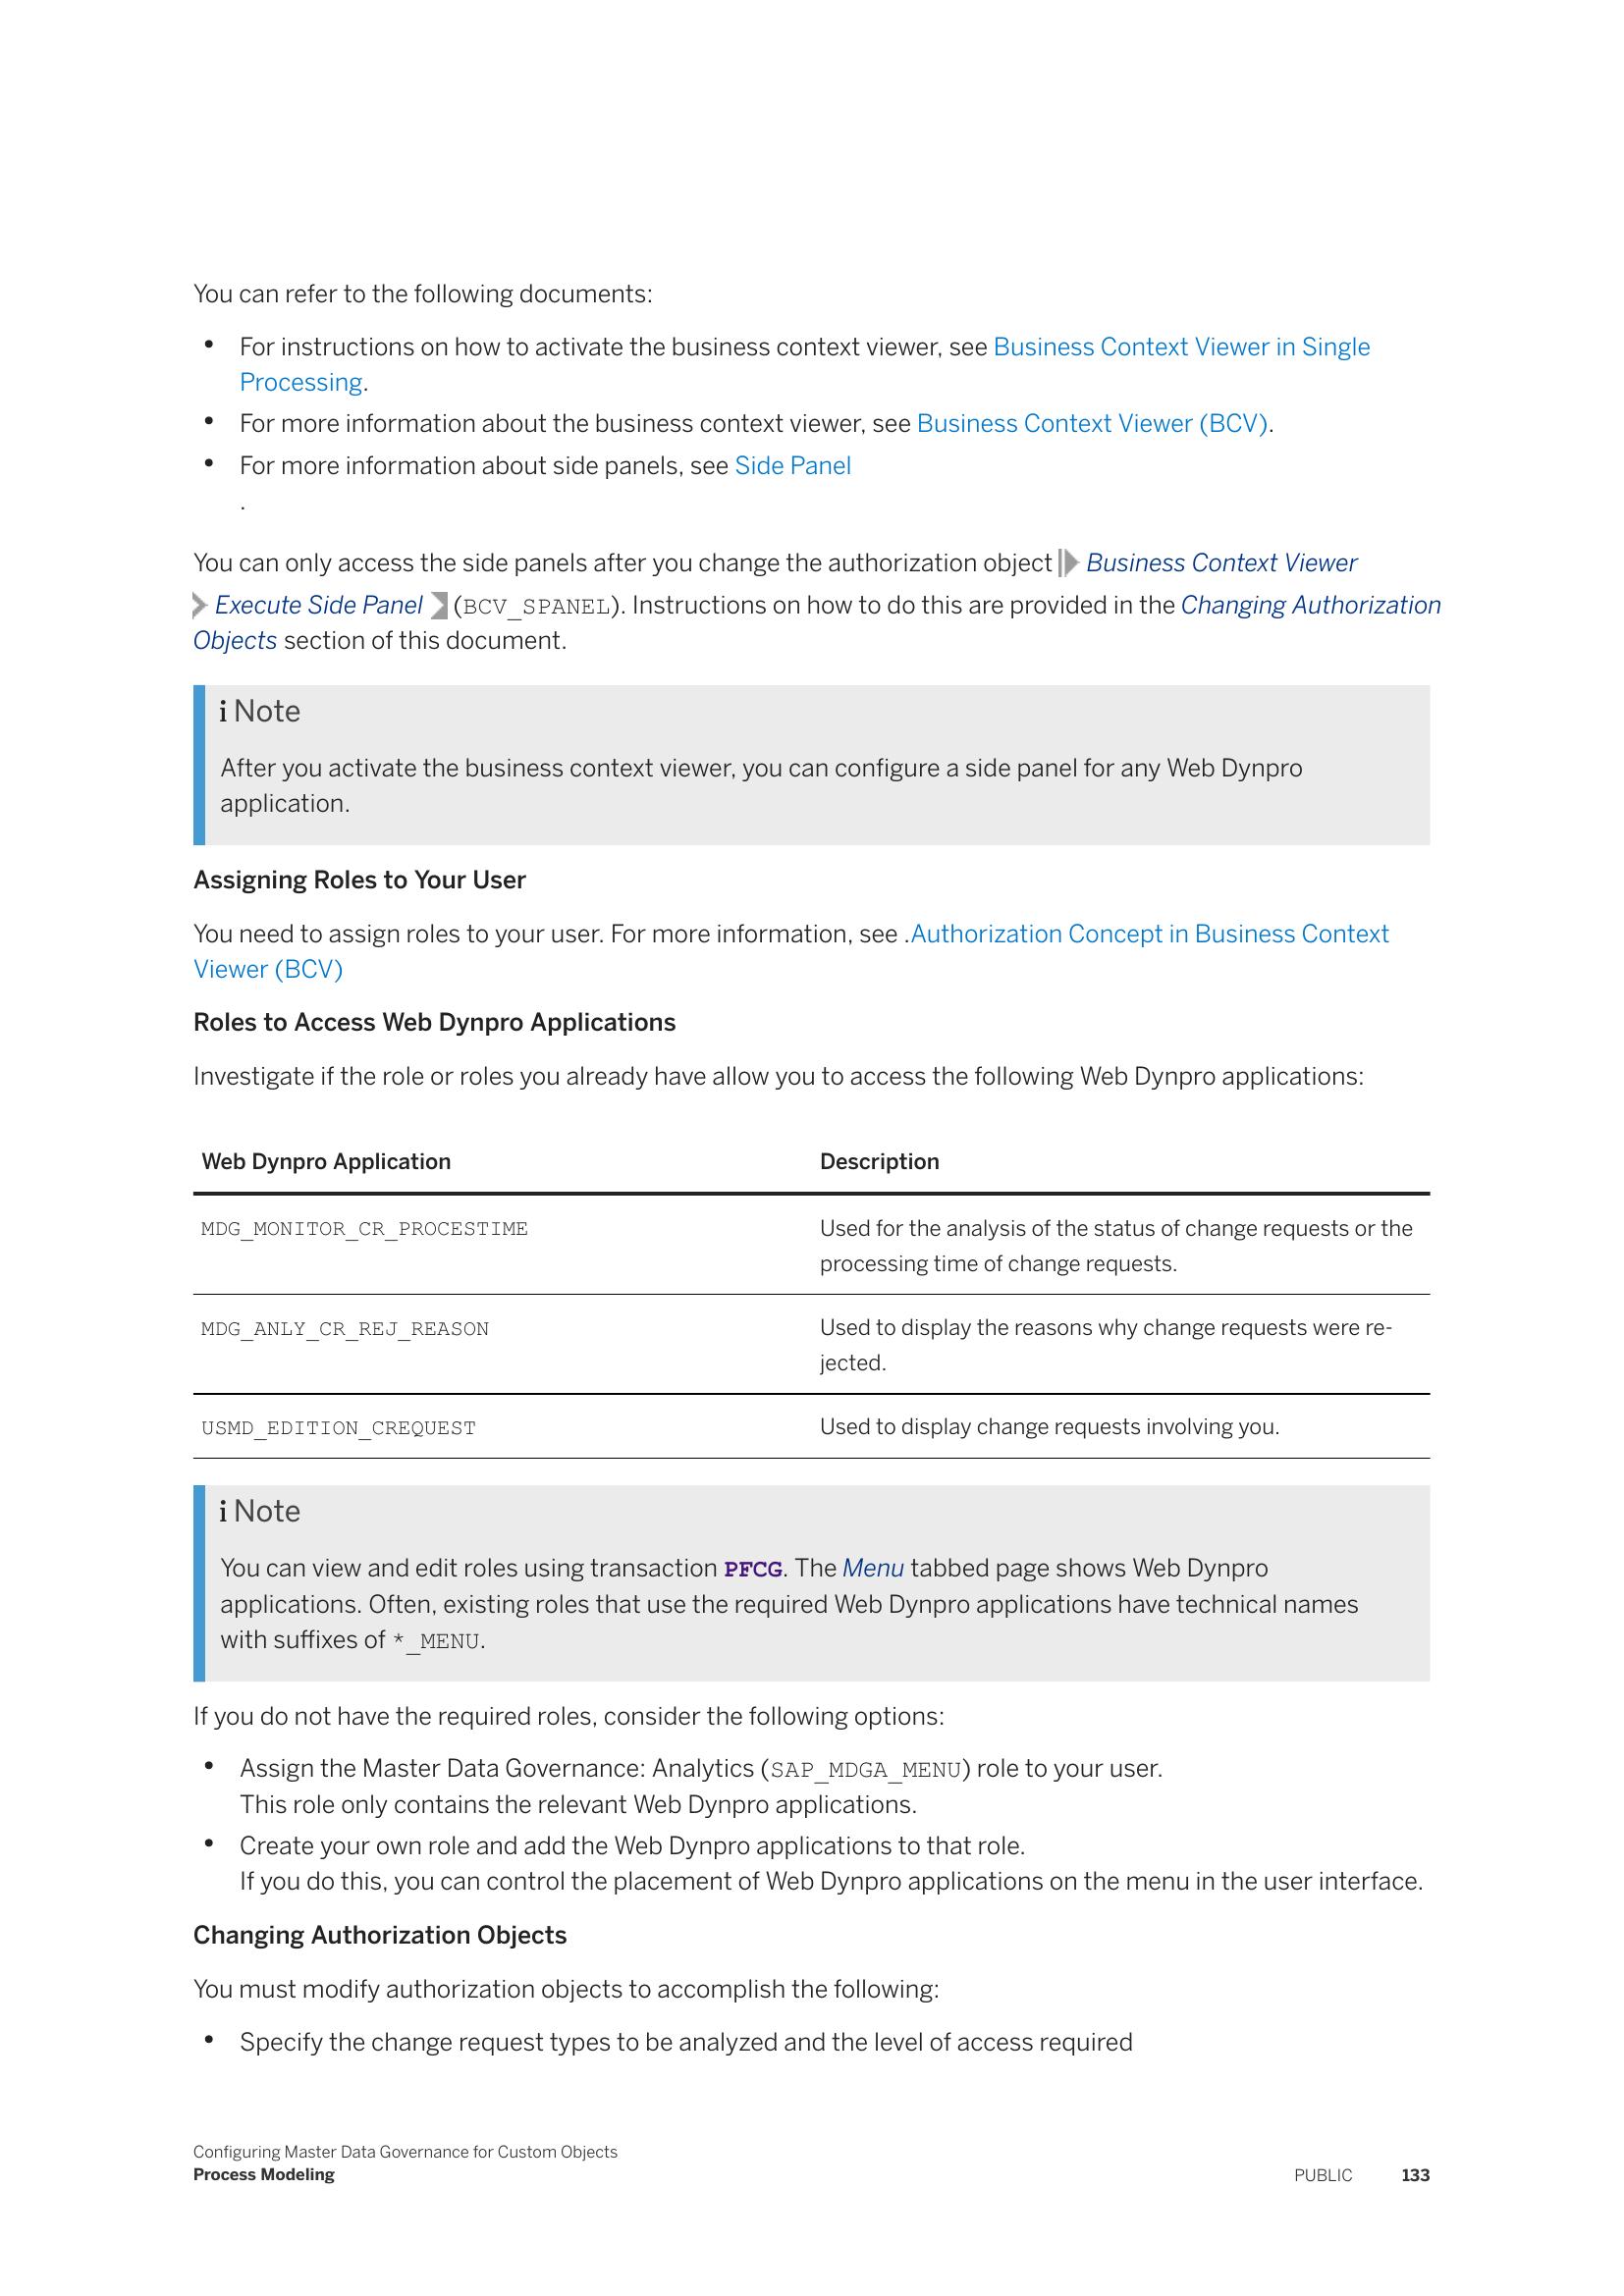 You can refer to the following documents:
• For instructions on how to activate the business context viewer, see Business Context Viewer in Single
Processing.
• For more information about the business context viewer, see Business Context Viewer (BCV).
• For more information about side panels, see Side Panel
.
You can only access the side panels after you change the authorization object Business Context Viewer
Execute Side Panel (BCV_SPANEL). Instructions on how to do this are provided in the Changing Authorization
Objects section of this document.
i Note
After you activate the business context viewer, you can configure a side panel for any Web Dynpro
application.
Assigning Roles to Your User
You need to assign roles to your user. For more information, see .Authorization Concept in Business Context
Viewer (BCV)
Roles to Access Web Dynpro Applications
Investigate if the role or roles you already have allow you to access the following Web Dynpro applications:
Web Dynpro Application Description
MDG_MONITOR_CR_PROCESTIME Used for the analysis of the status of change requests or the
processing time of change requests.
MDG_ANLY_CR_REJ_REASON Used to display the reasons why change requests were re-
jected.
USMD_EDITION_CREQUEST Used to display change requests involving you.
i Note
You can view and edit roles using transaction PFCG. The Menu tabbed page shows Web Dynpro
applications. Often, existing roles that use the required Web Dynpro applications have technical names
with suffixes of *_MENU.
If you do not have the required roles, consider the following options:
• Assign the Master Data Governance: Analytics (SAP_MDGA_MENU) role to your user.
This role only contains the relevant Web Dynpro applications.
• Create your own role and add the Web Dynpro applications to that role.
If you do this, you can control the placement of Web Dynpro applications on the menu in the user interface.
Changing Authorization Objects
You must modify authorization objects to accomplish the following:
• Specify the change request types to be analyzed and the level of access required
Configuring Master Data Governance for Custom Objects
Process Modeling PUBLIC 133